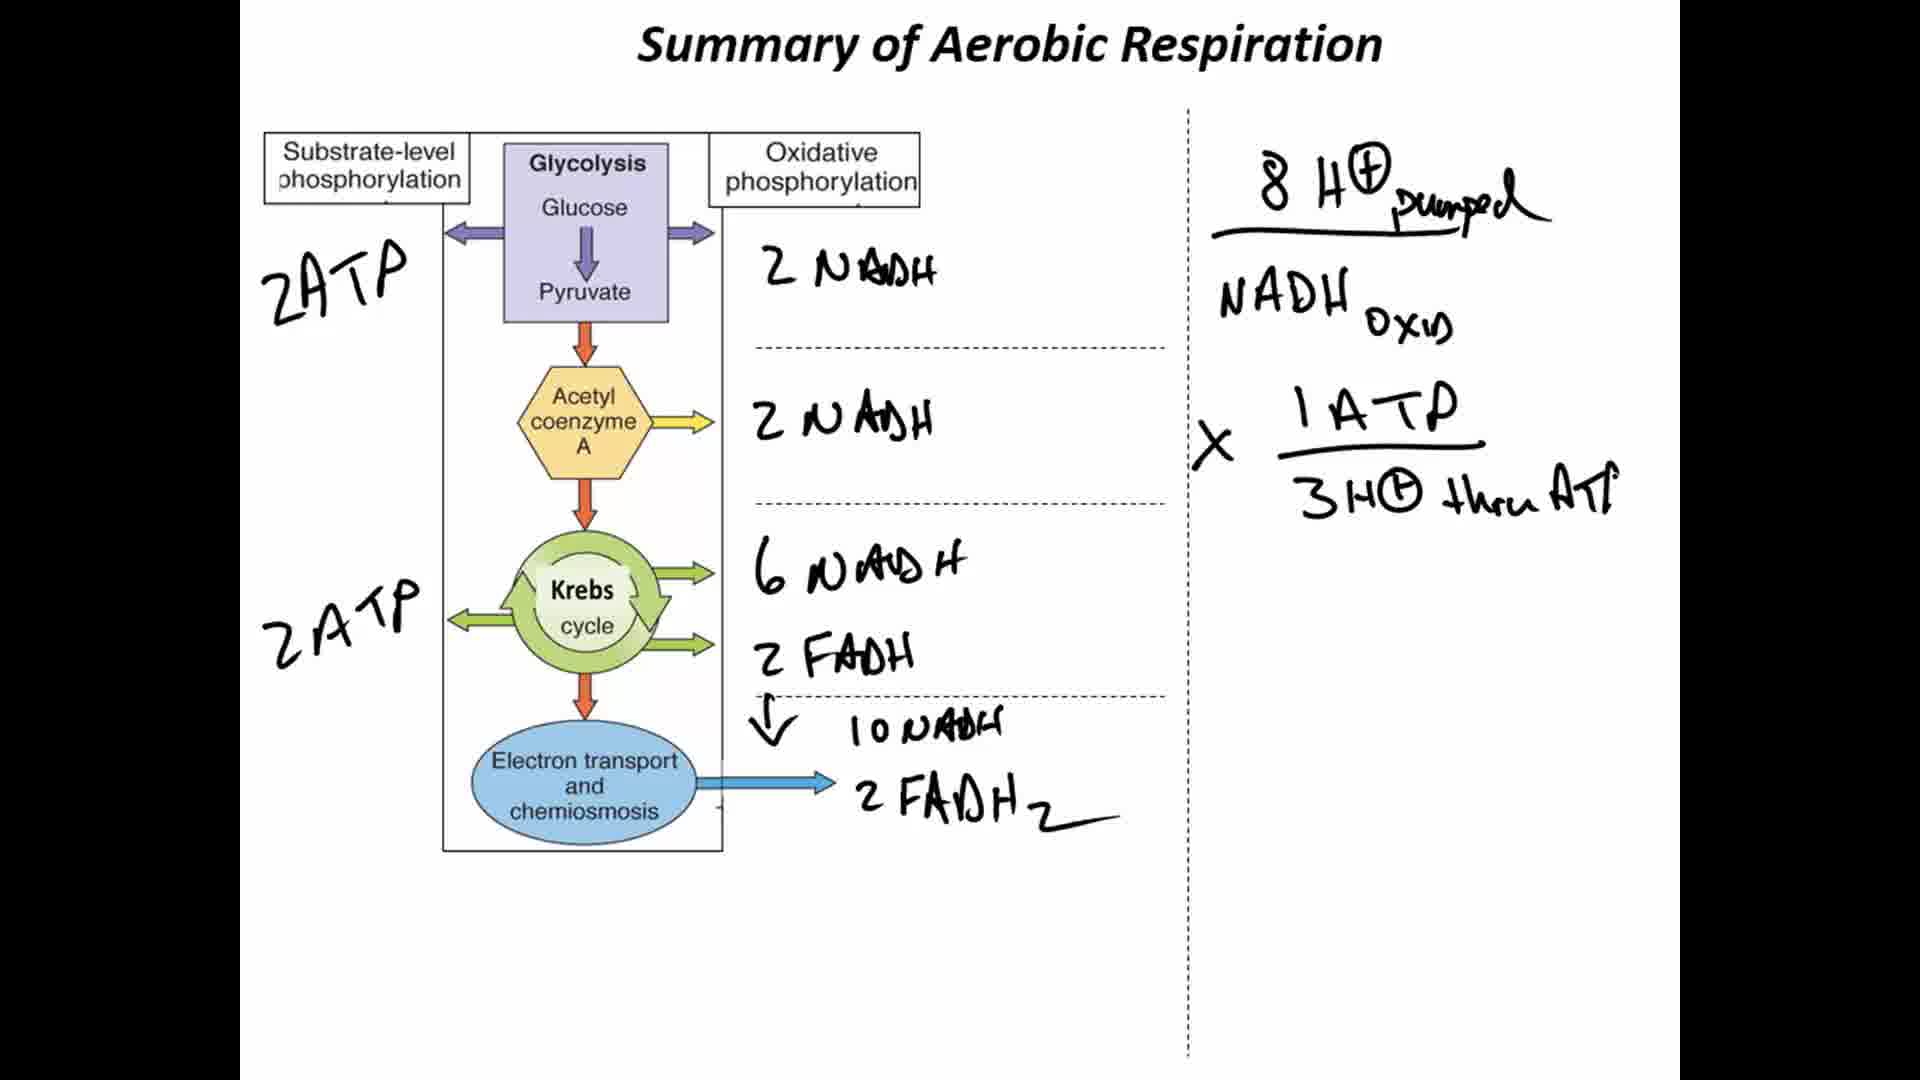 Summary of Aerobic Respiration
Substrate-level
phosphorylation
Glycolysis
Glucose
Pyruvate
Oxidative
phosphorylation
2ATP
2 NADH
Acetyl
coenzyme
A
2 NADH
Krebs
cycle
2ATP
6 NADH
2 FADH
10 NADH
2 FADH2
Electron transport
and
chemiosmosis
8 H+ pumped
NADH OXID
X 1 ATP
3H+ thru ATP